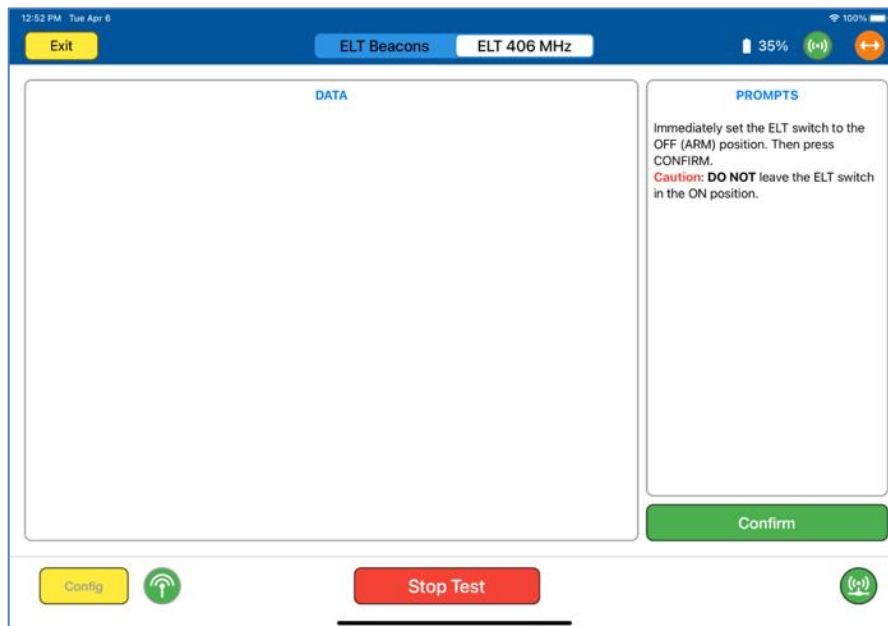 12:52 PM Tue Apr 6
100%
Exit
ELT Beacons
ELT 406 MHz
35%
DATA
PROMPTS
Immediately set the ELT switch to the
OFF (ARM) position. Then press
CONFIRM.
Caution: DO NOT leave the ELT switch
in the ON position.
Confirm
Config
Stop Test